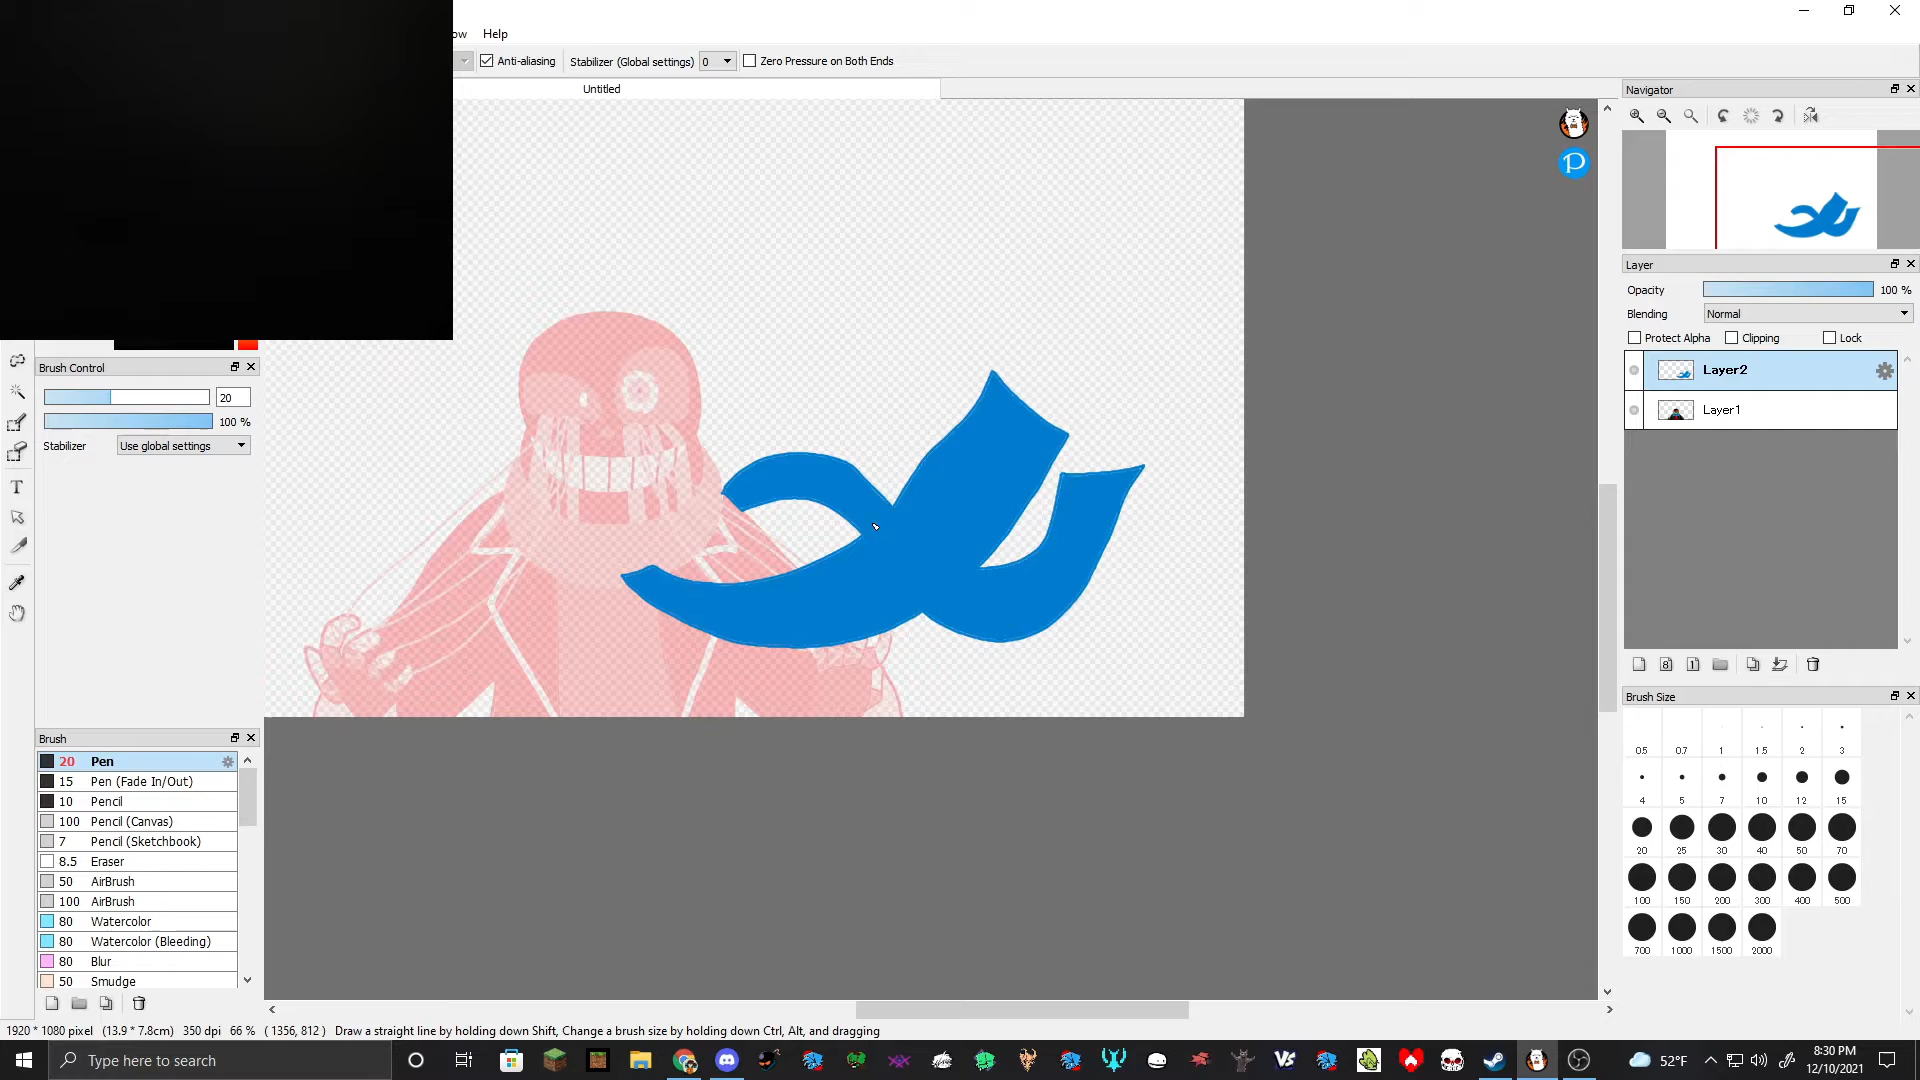 ow Help
Anti-aliasing Stabilizer (Global settings) 0 Zero Pressure on Both Ends
Untitled
Navigator
Layer
Opacity 100 %
Blending Normal
Protect Alpha Clipping Lock
Layer2
Layer1
Brush Control
20
100 %
Stabilizer Use global settings
T
Brush
20 Pen
15 Pen (Fade In/Out)
10 Pencil
100 Pencil (Canvas)
7 Pencil (Sketchbook)
8.5 Eraser
50 AirBrush
100 AirBrush
80 Watercolor
80 Watercolor (Bleeding)
80 Blur
50 Smudge
8 1
Brush Size
0.5 0.7 1 1.5 2 3
4 5 7 10 12 15
20 25 30 40 50 70
100 150 200 300 400 500
700 1000 1500 2000
1920 * 1080 pixel (13.9 * 7.8cm) 350 dpi 66 % ( 1356, 812 ) Draw a straight line by holding down Shift, Change a brush size by holding down Ctrl, Alt, and dragging
Type here to search
VS
52°F
8:30 PM
12/10/2021